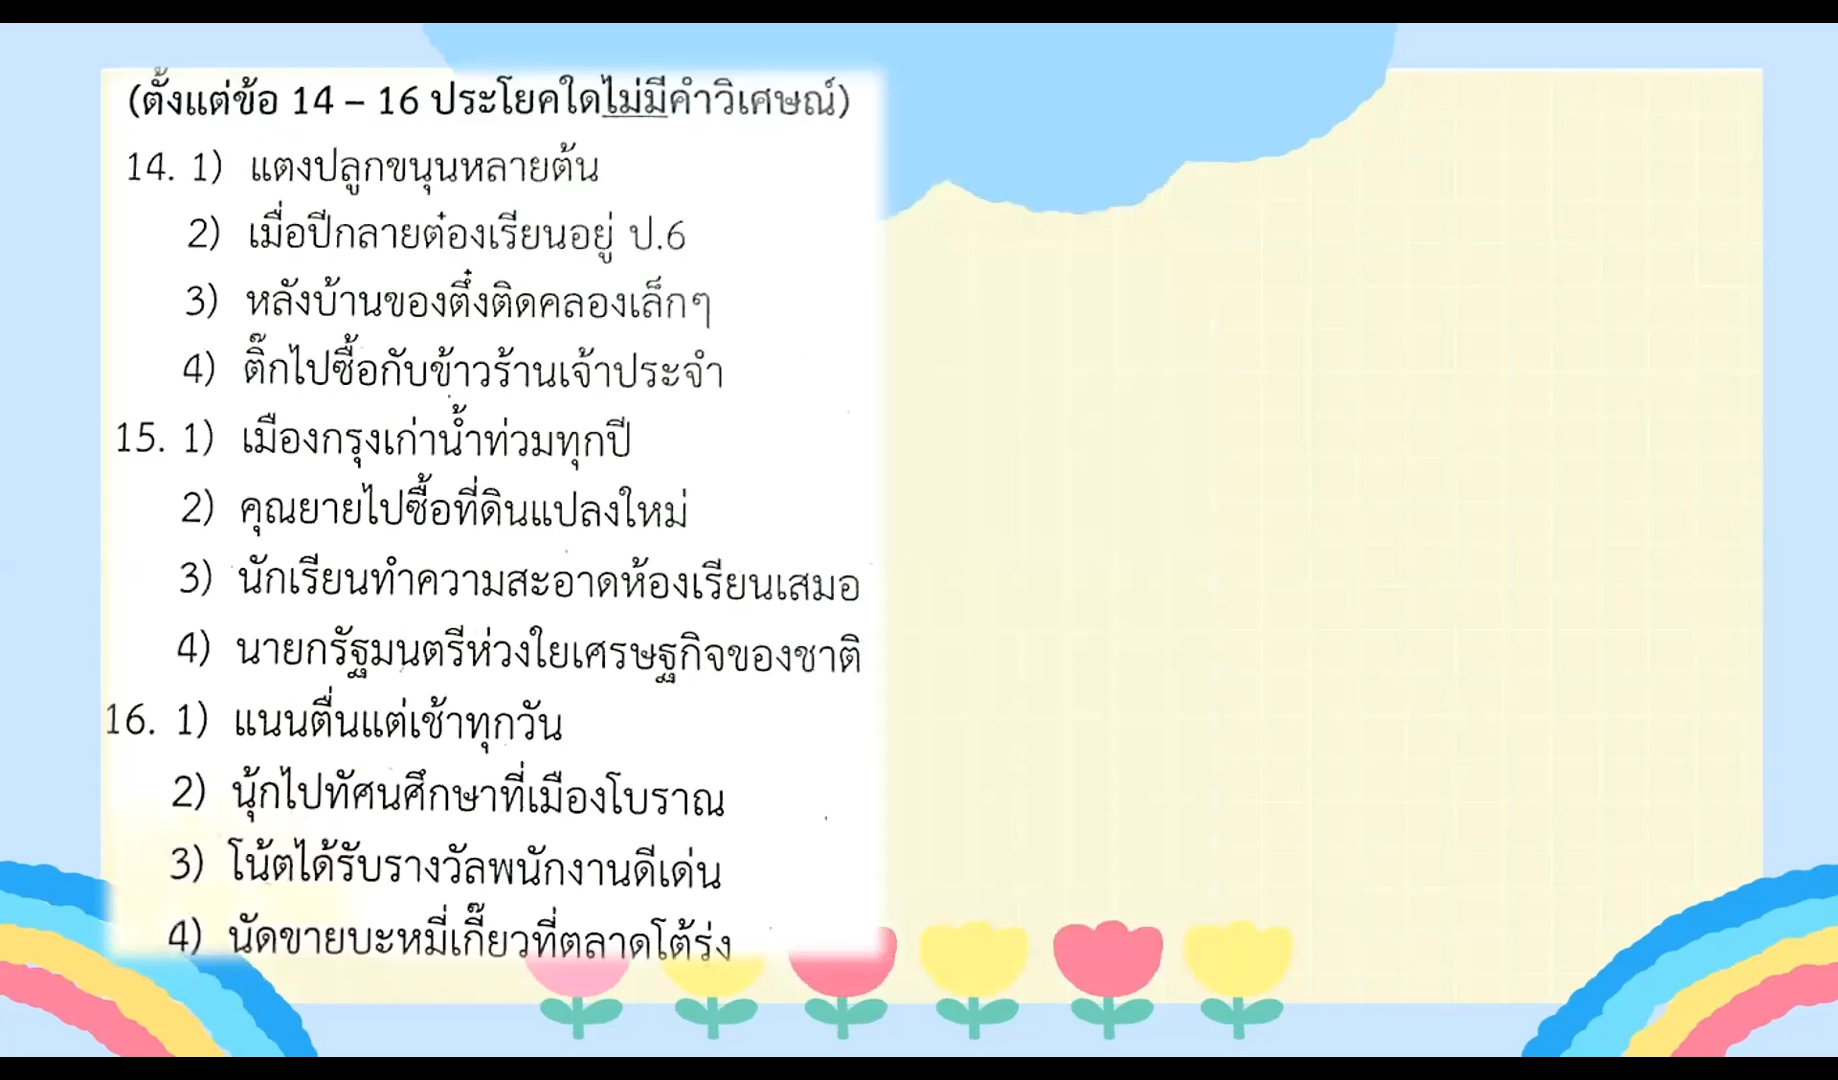 (ตั้งแต่ข้อ 14 – 16 ประโยคใดไม่มีคำวิเศษณ์)
14. 1) แตงปลูกขนุนหลายต้น
2) เมื่อปีกลายต๋องเรียนอยู่ ป.6
3) หลังบ้านของติ๋งติดคลองเล็กๆ
4) ติ๊กไปซื้อกับข้าวร้านเจ้าประจำ
15. 1) เมืองกรุงเก่าน้ำท่วมทุกปี
2) คุณยายไปซื้อที่ดินแปลงใหม่
3) นักเรียนทำความสะอาดห้องเรียนเสมอ
4) นายกรัฐมนตรีห่วงใยเศรษฐกิจของชาติ
16. 1) แนนตื่นแต่เช้าทุกวัน
2) นุ้กไปทัศนศึกษาที่เมืองโบราณ
3) โน้ตได้รับรางวัลพนักงานดีเด่น
4) นัดขายบะหมี่เกี๊ยวที่ตลาดโต้รุ่ง